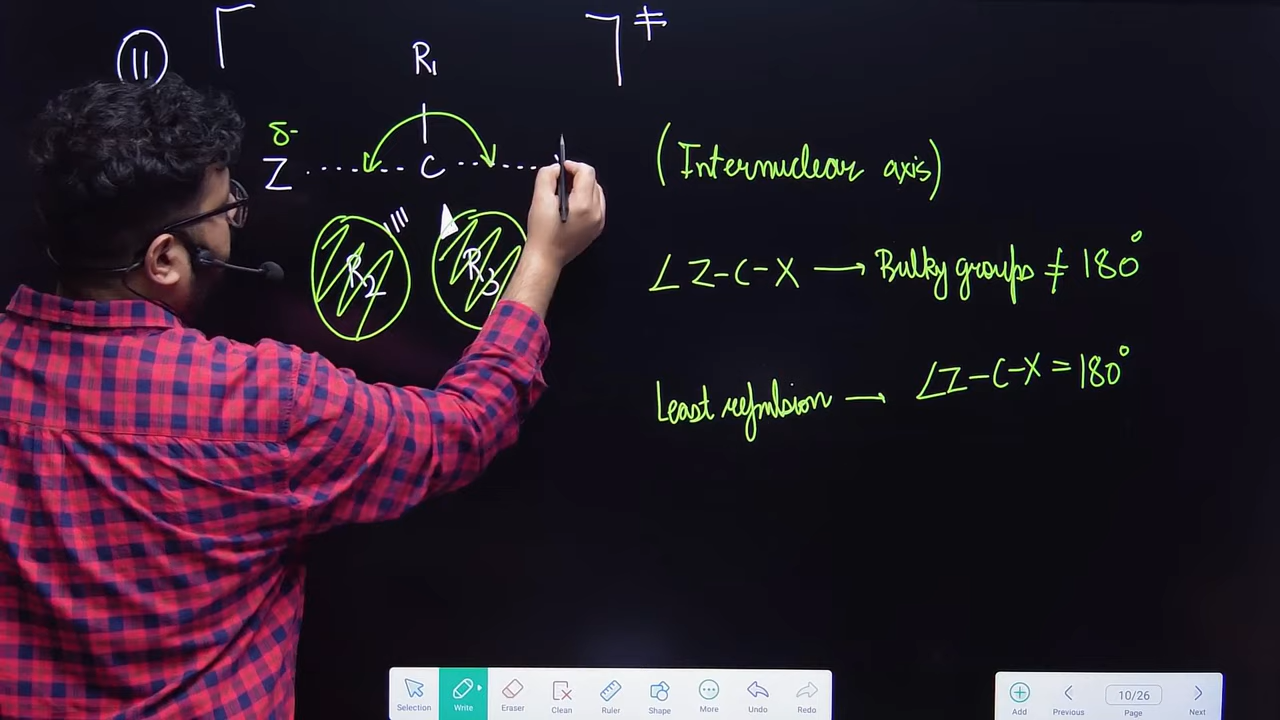 11
‡
R1
δ-
Z ...... C ......
R2 R3
(Internuclear axis)
∠Z-C-X → Bulky groups ≠ 180°
Least repulsion → ∠Z-C-X = 180°
Selection Write Eraser Clean Ruler Shape More Undo Redo
Add Previous 10/26 Page Next